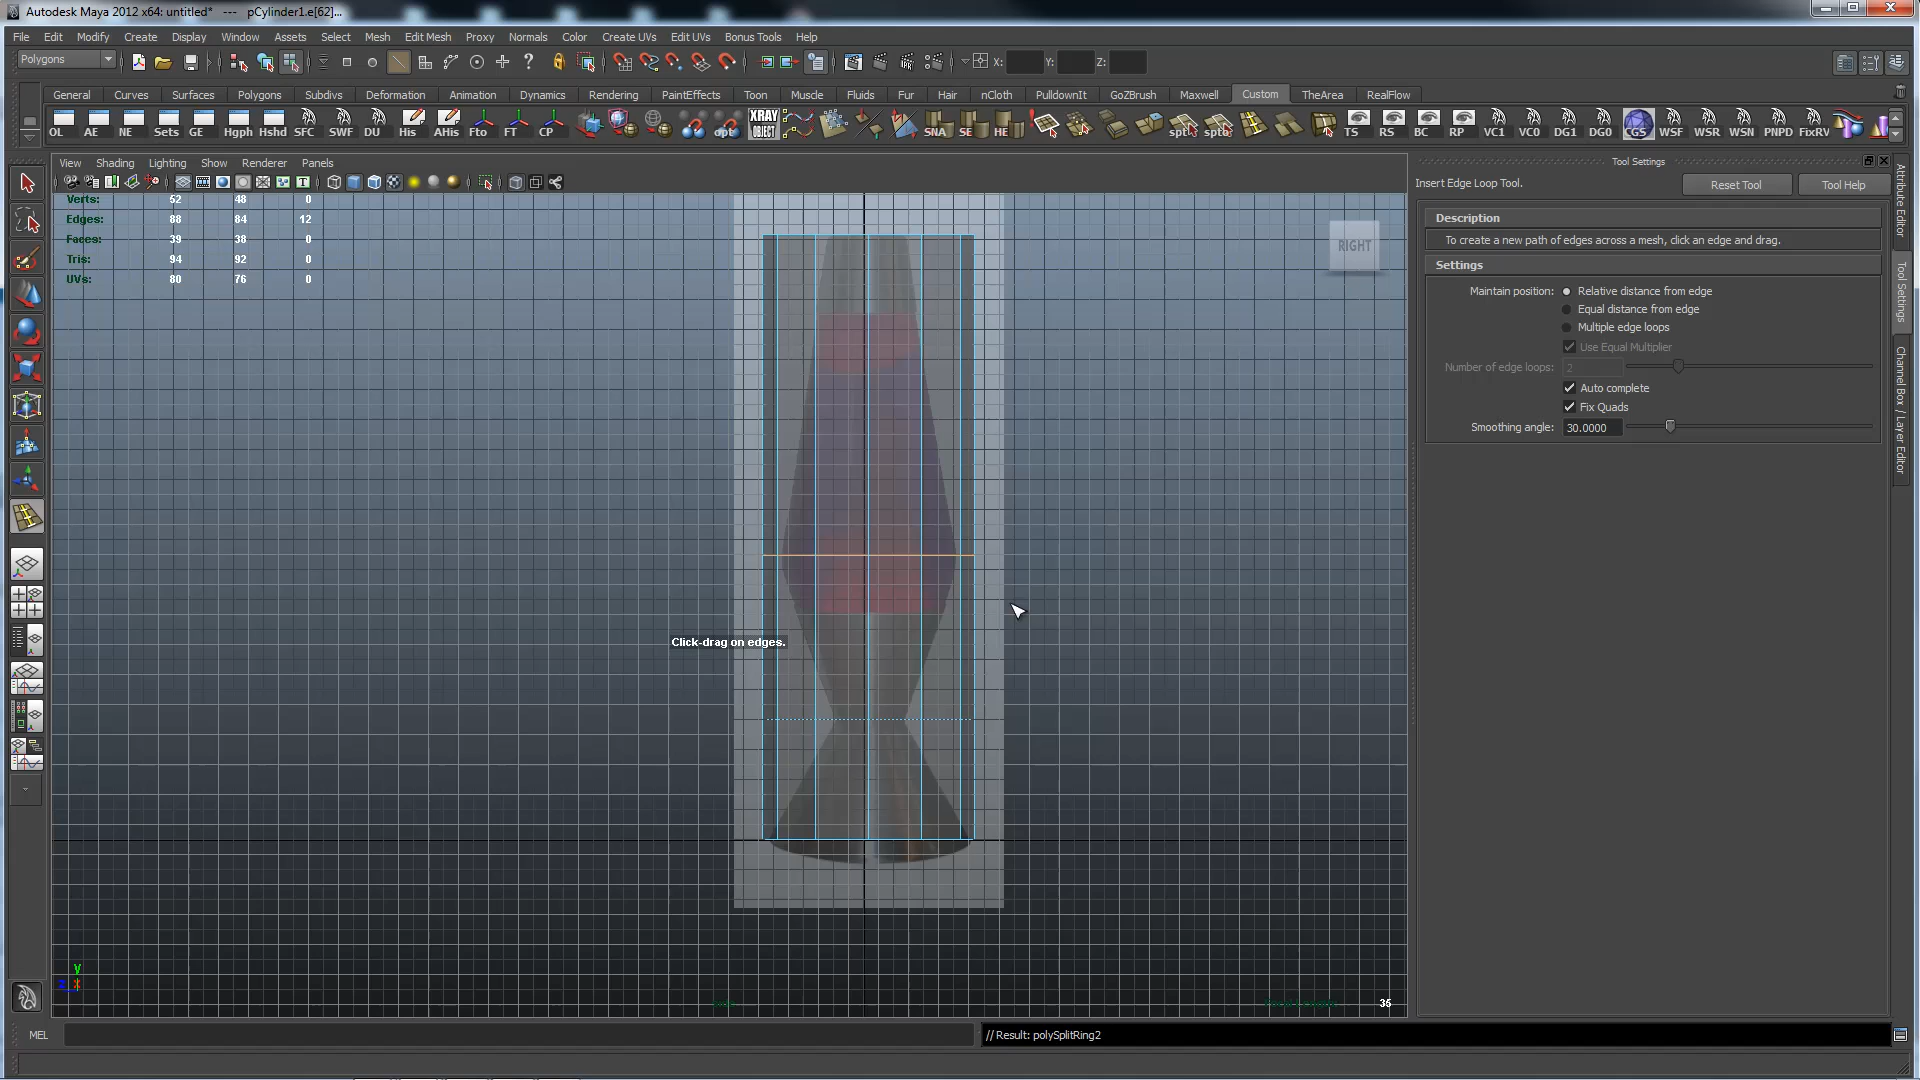 Autodesk Maya 2012 x64: untitled*   ---   pCylinder1.e[62]...
File Edit Modify Create Display Window Assets Select Mesh Edit Mesh Proxy Normals Color Create UVs Edit UVs Bonus Tools Help
Polygons X: Y: Z:
General Curves Surfaces Polygons Subdivs Deformation Animation Dynamics Rendering PaintEffects Toon Muscle Fluids Fur Hair nCloth PulldownIt GoZBrush Maxwell Custom TheArea RealFlow
OL AE NE Sets GE Hgph Hshd SFC SWF DU His AHis Fto FT CP opt XRAY OBJECT SNA SE HE spt sptb TS RS BC RP VC1 VC0 DG1 DG0 CGS WSF WSR WSN PNPD FixRV
View Shading Lighting Show Renderer Panels
Verts: 52 48 0
Edges: 88 84 12
Faces: 39 38 0
Tris: 94 92 0
UVs: 80 76 0
RIGHT
Click-drag on edges.
y
z x
35
Tool Settings
Insert Edge Loop Tool. Reset Tool Tool Help
Description
To create a new path of edges across a mesh, click an edge and drag.
Settings
Maintain position: Relative distance from edge
Equal distance from edge
Multiple edge loops
Use Equal Multiplier
Number of edge loops: 2
Auto complete
Fix Quads
Smoothing angle: 30.0000
Attribute Editor
Tool Settings
Channel Box / Layer Editor
MEL // Result: polySplitRing2